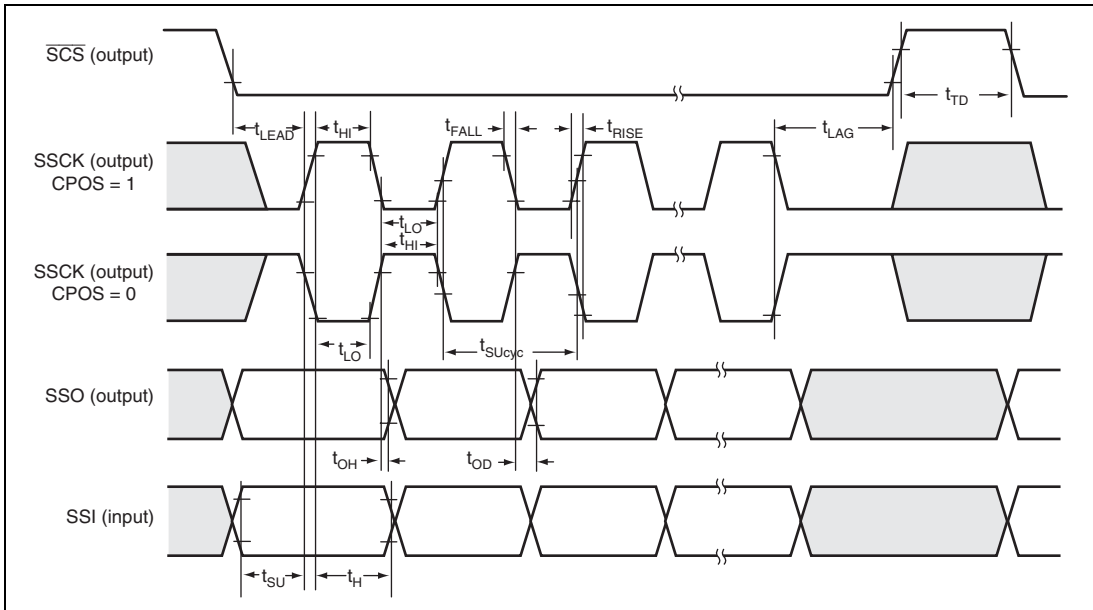 SCS (output)
tTD
tLEAD
tHI
tFALL
tRISE
tLAG
SSCK (output)
CPOS = 1
tLO
tHI
SSCK (output)
CPOS = 0
tLO
tSUcyc
SSO (output)
tOH
tOD
SSI (input)
tSU
tH